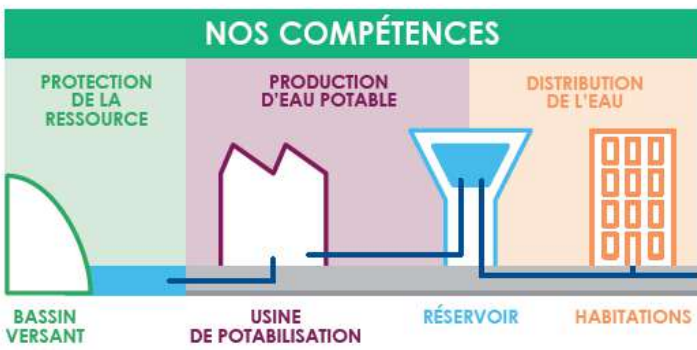 NOS COMPÉTENCES
PROTECTION
DE LA
RESSOURCE
PRODUCTION
D'EAU POTABLE
DISTRIBUTION
DE L'EAU
BASSIN
VERSANT
USINE
DE POTABILISATION
RÉSERVOIR
HABITATIONS